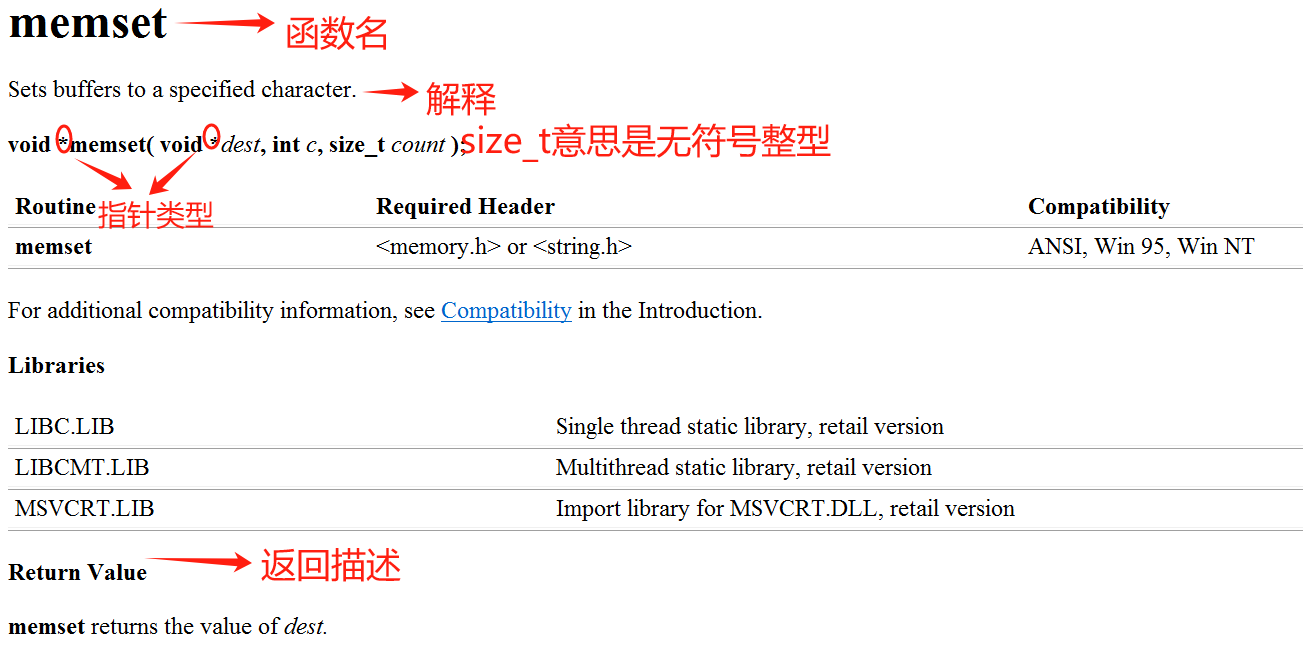 memset
函数名
Sets buffers to a specified character.
解释
void *memset( void *dest, int c, size_t count );
size_t意思是无符号整型
指针类型
Routine Required Header Compatibility
memset <memory.h> or <string.h> ANSI, Win 95, Win NT
For additional compatibility information, see Compatibility in the Introduction.
Libraries
LIBC.LIB Single thread static library, retail version
LIBCMT.LIB Multithread static library, retail version
MSVCRT.LIB Import library for MSVCRT.DLL, retail version
Return Value
返回描述
memset returns the value of dest.